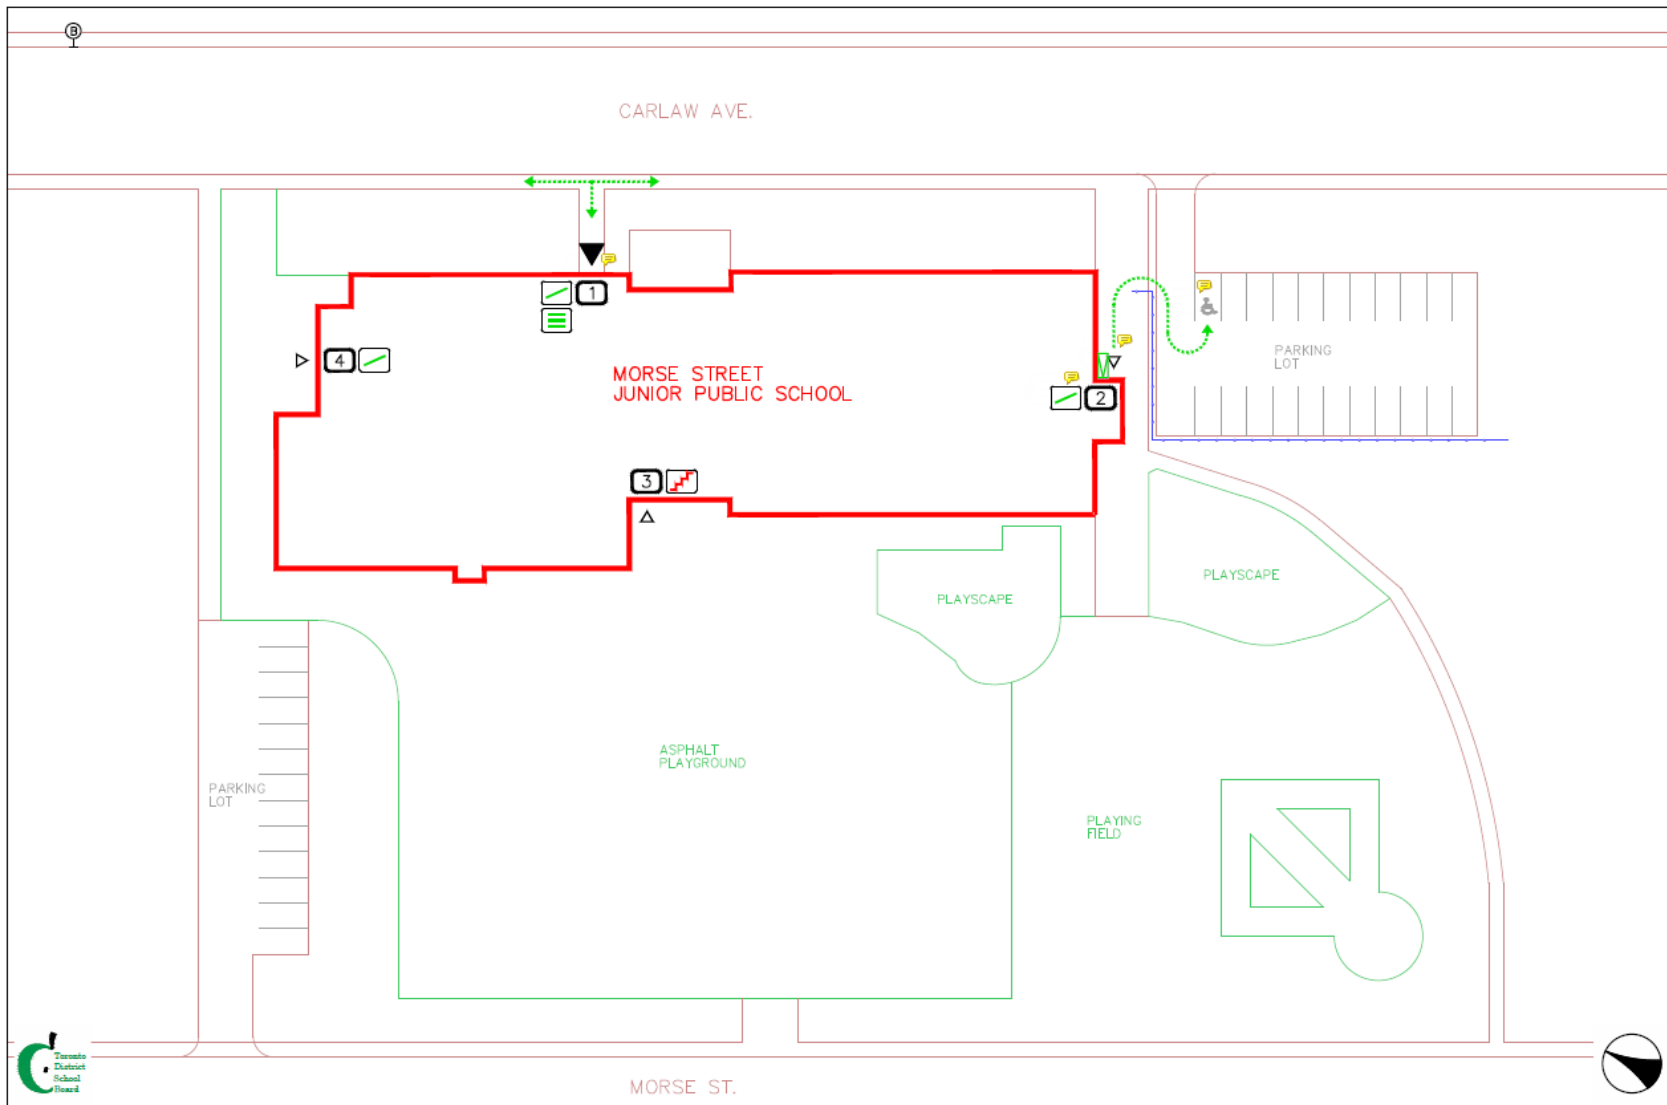 B
CARLAW AVE.
1
4
MORSE STREET
JUNIOR PUBLIC SCHOOL
PARKING
LOT
2
3
PLAYSCAPE
PLAYSCAPE
ASPHALT
PLAYGROUND
PARKING
LOT
PLAYING
FIELD
Toronto
District
School
Board
MORSE ST.